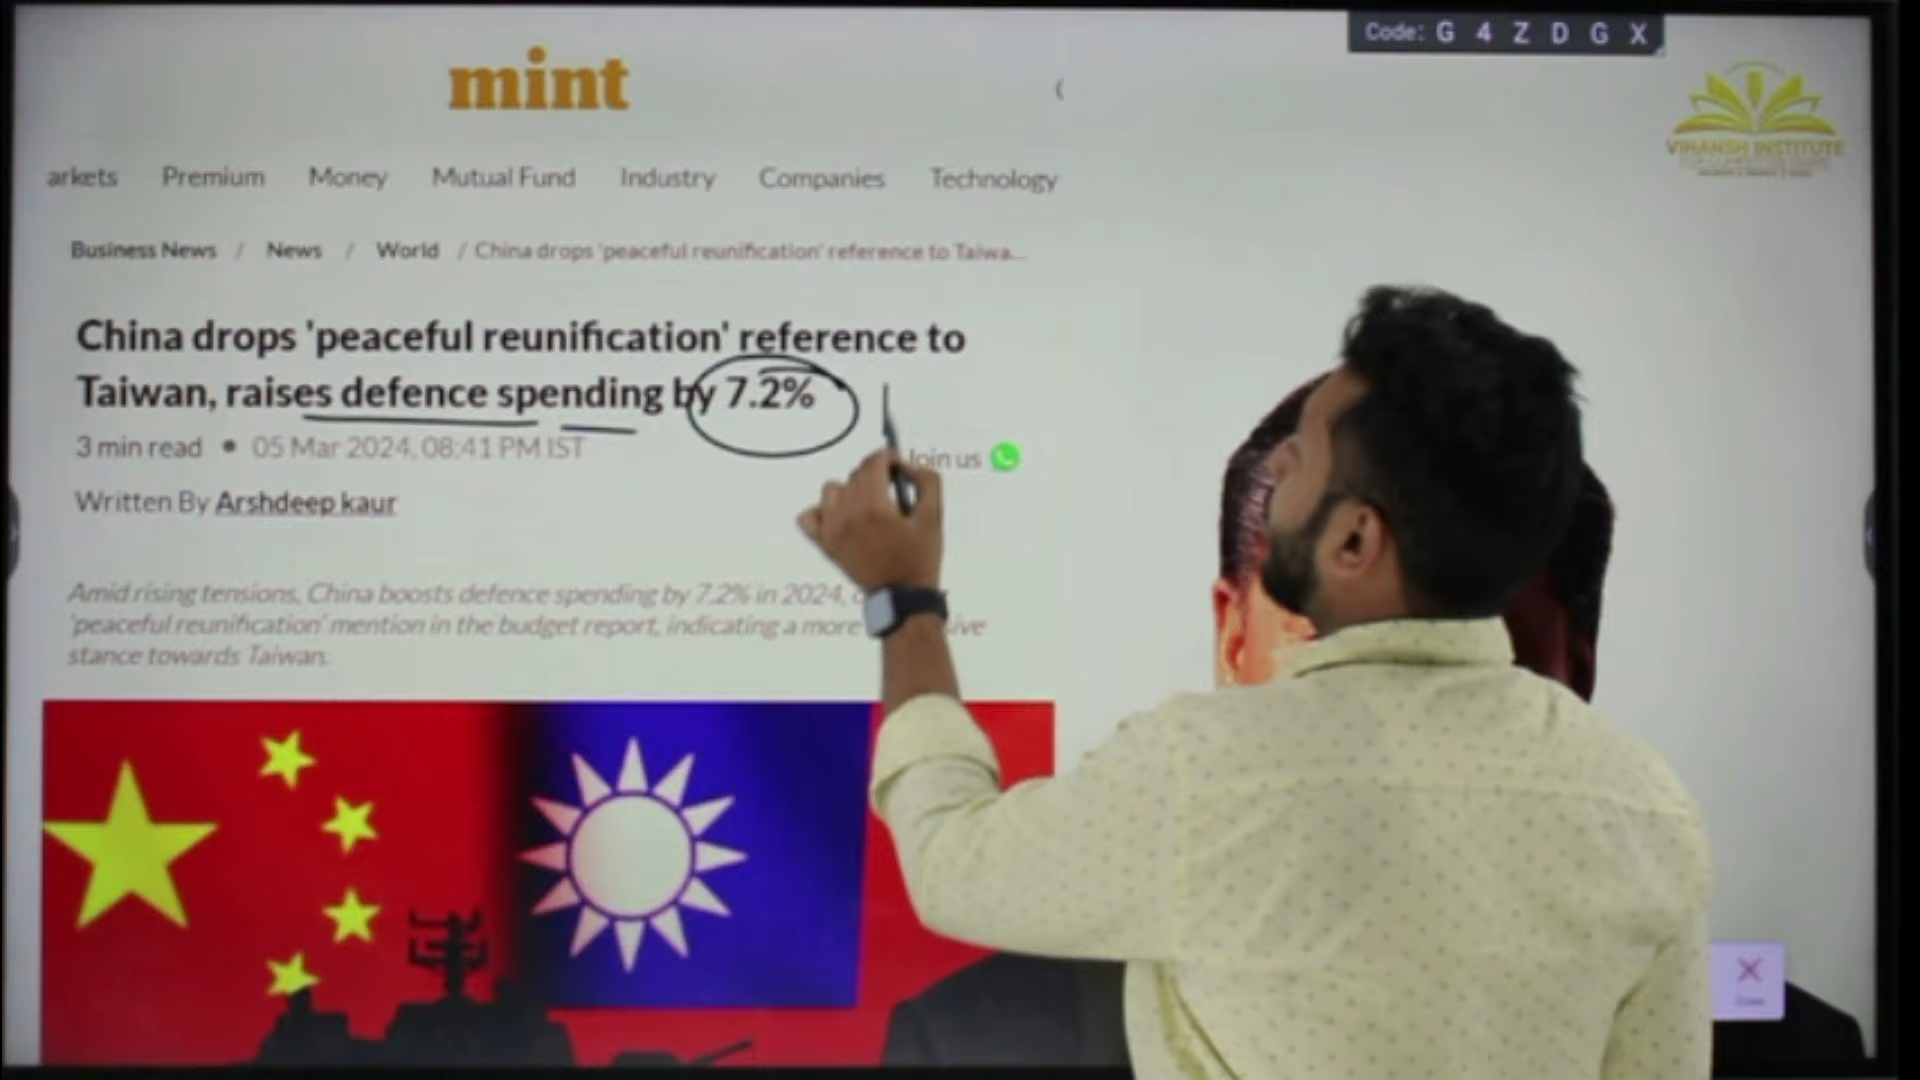 Code: G 4 Z D G X
mint
VIHANSH INSTITUTE
arkets Premium Money Mutual Fund Industry Companies Technology
Business News / News / World / China drops 'peaceful reunification' reference to Taiwa...
China drops 'peaceful reunification' reference to
Taiwan, raises defence spending by 7.2%
3 min read • 05 Mar 2024, 08:41 PM IST
Join us
Written By Arshdeep kaur
Amid rising tensions, China boosts defence spending by 7.2% in 2024,
'peaceful reunification' mention in the budget report, indicating a more
stance towards Taiwan.
Close